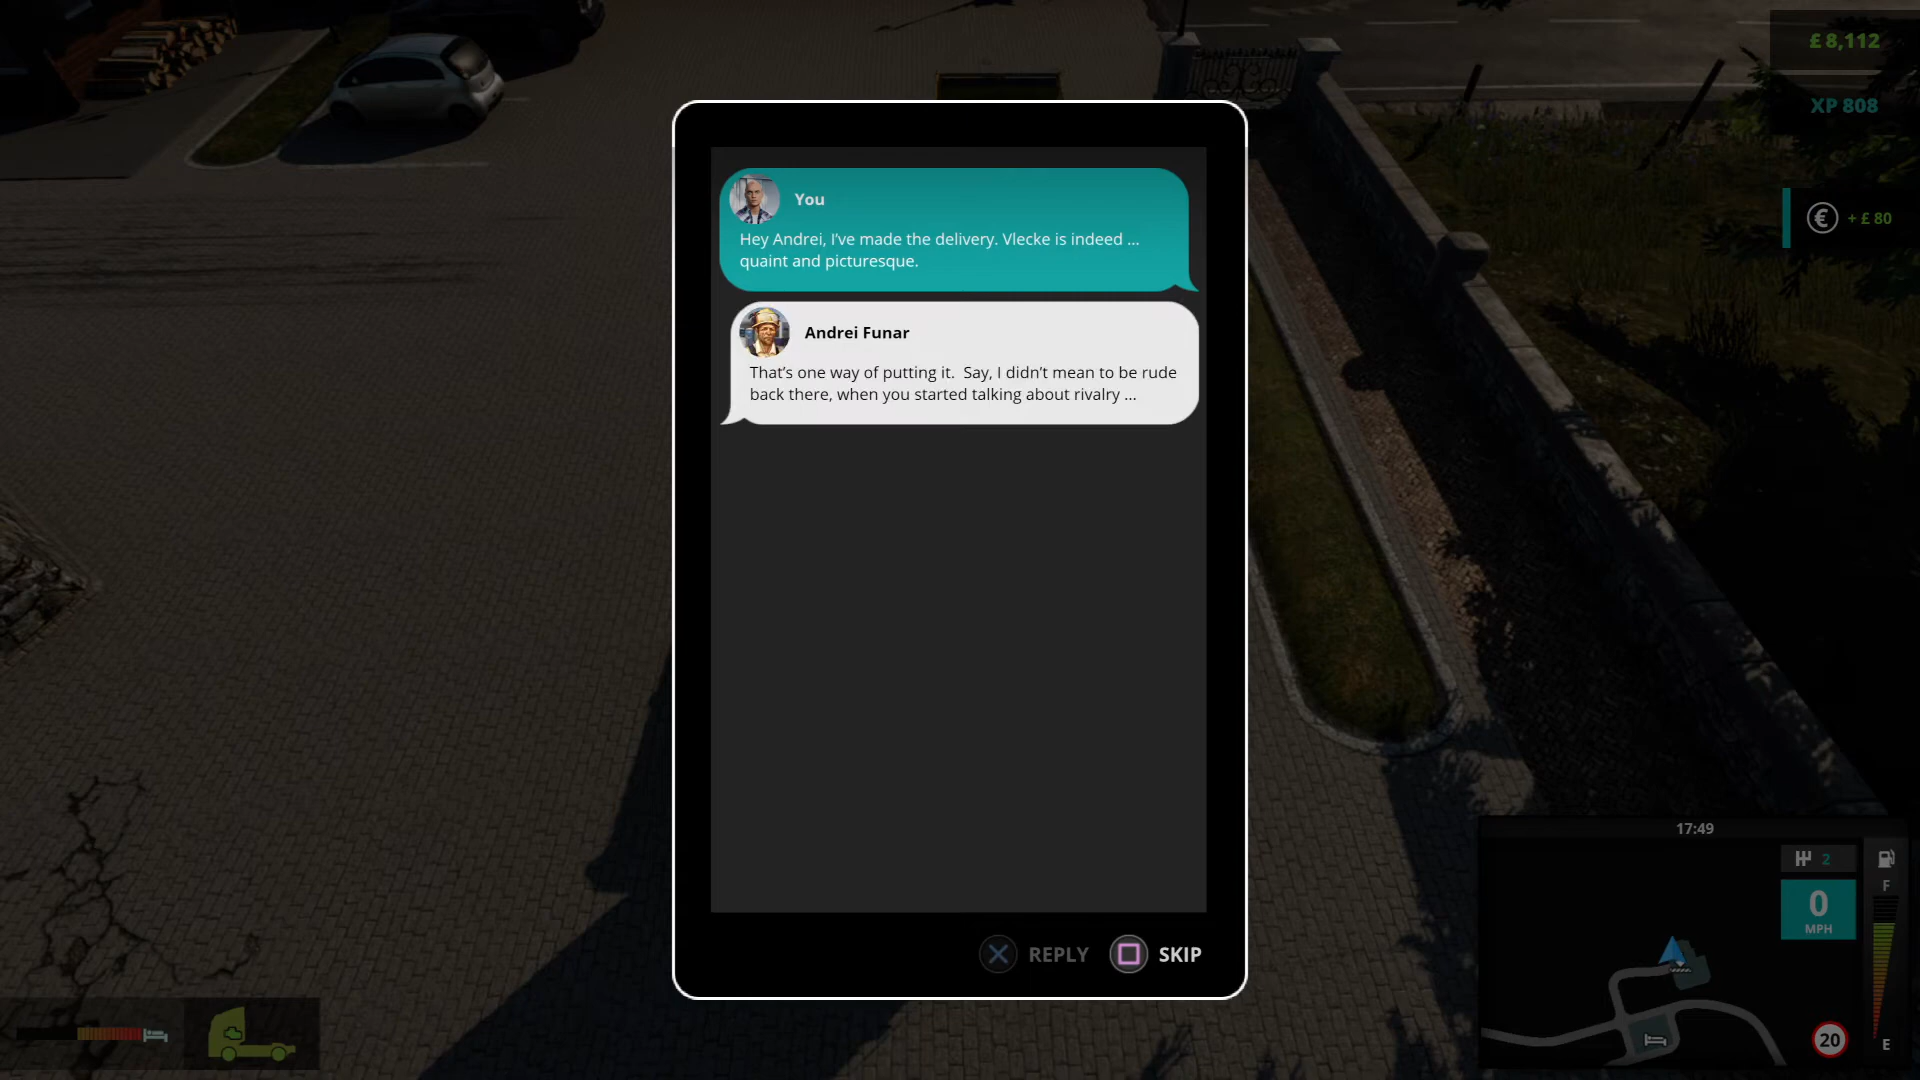 £ 8,112
XP 808
+ £ 80
You
Hey Andrei, I've made the delivery. Vlecke is indeed ...
quaint and picturesque.
Andrei Funar
That's one way of putting it.  Say, I didn't mean to be rude
back there, when you started talking about rivalry ...
REPLY
SKIP
17:49
2
F
0
MPH
20
E